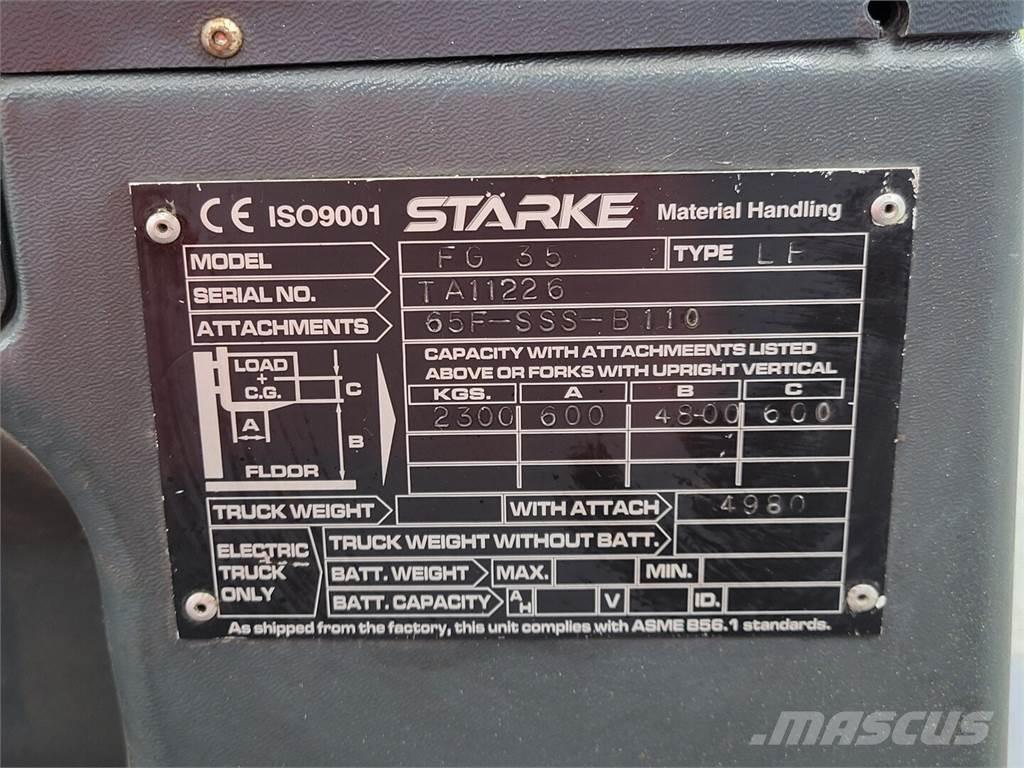 CE ISO9001 STÄRKE Material Handling
MODEL FG 35 TYPE LF
SERIAL NO. TA11226
ATTACHMENTS 65F-SSS-B110
CAPACITY WITH ATTACHMEENTS LISTED
ABOVE OR FORKS WITH UPRIGHT VERTICAL
LOAD
C.G.
C
A
B
FLDOR
KGS. A B C
2300 600 4800 600
TRUCK WEIGHT WITH ATTACH 4980
ELECTRIC
TRUCK
ONLY
TRUCK WEIGHT WITHOUT BATT.
BATT. WEIGHT MAX. MIN.
BATT. CAPACITY AH V ID.
As shipped from the factory, this unit complies with ASME B56.1 standards.
MASCUS